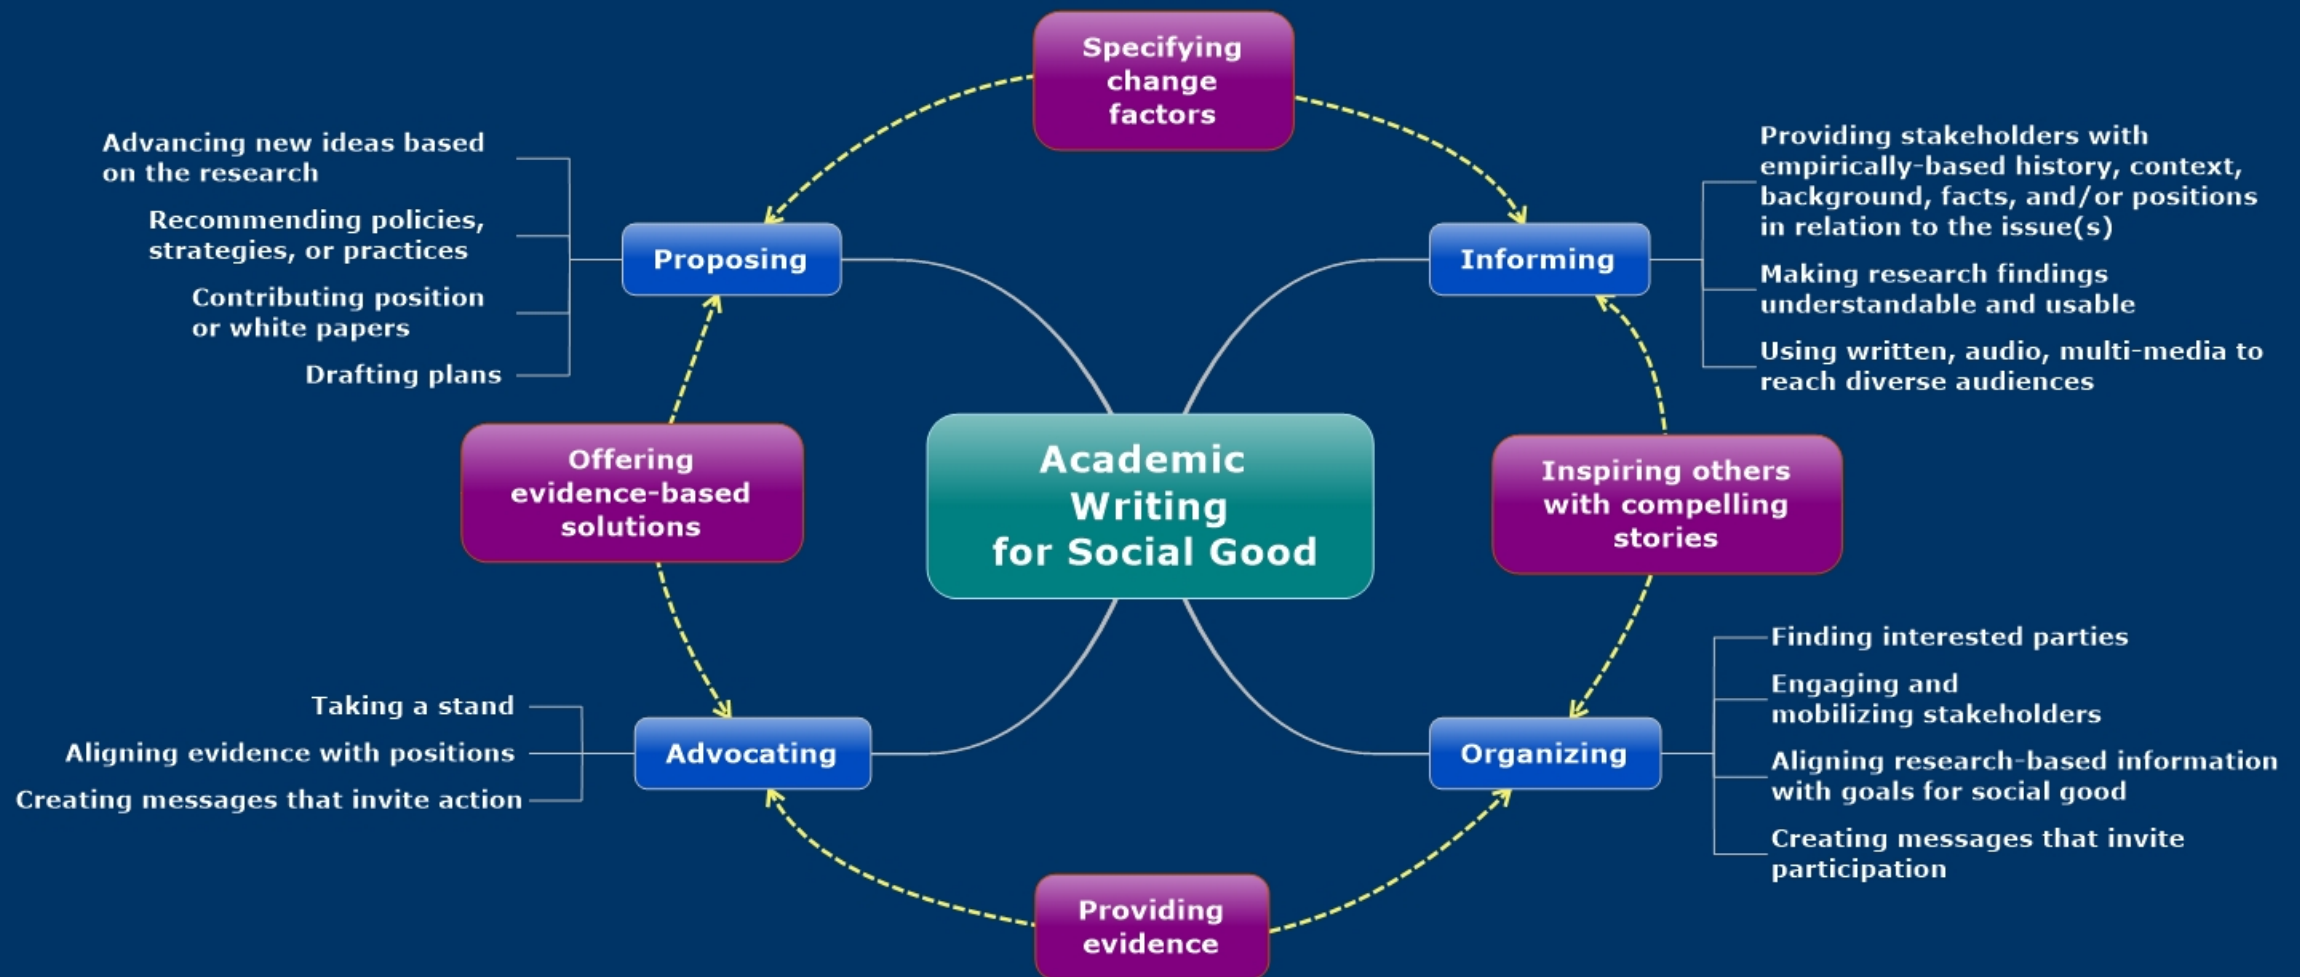 Specifying
change
factors
Advancing new ideas based
on the research
Recommending policies,
strategies, or practices
Contributing position
or white papers
Drafting plans
Proposing
Informing
Providing stakeholders with
empirically-based history, context,
background, facts, and/or positions
in relation to the issue(s)
Making research findings
understandable and usable
Using written, audio, multi-media to
reach diverse audiences
Offering
evidence-based
solutions
Academic
Writing
for Social Good
Inspiring others
with compelling
stories
Taking a stand
Aligning evidence with positions
Creating messages that invite action
Advocating
Organizing
Finding interested parties
Engaging and
mobilizing stakeholders
Aligning research-based information
with goals for social good
Creating messages that invite
participation
Providing
evidence